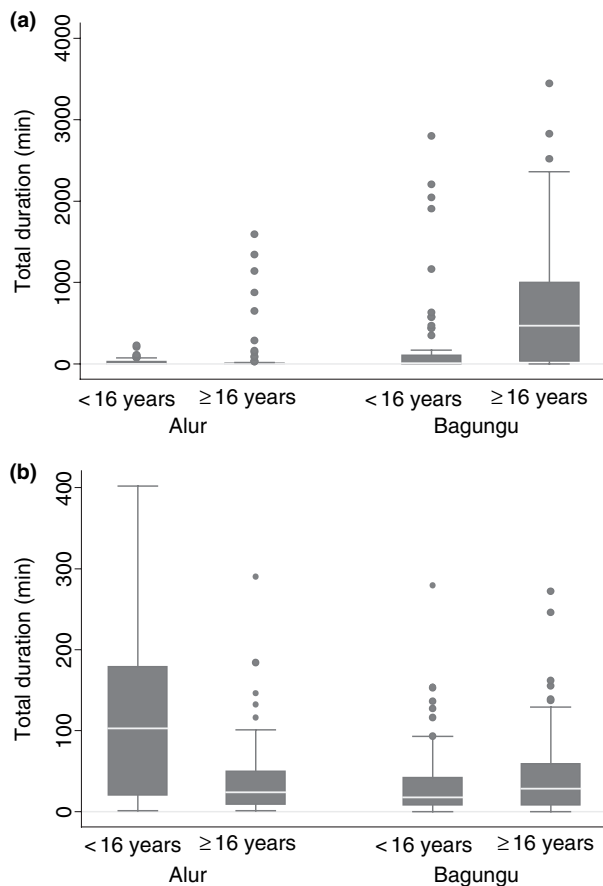 (a)
Total duration (min)
4000
3000
2000
1000
0
< 16 years ≥ 16 years < 16 years ≥ 16 years
Alur Bagungu
(b)
Total duration (min)
400
300
200
100
0
< 16 years ≥ 16 years < 16 years ≥ 16 years
Alur Bagungu